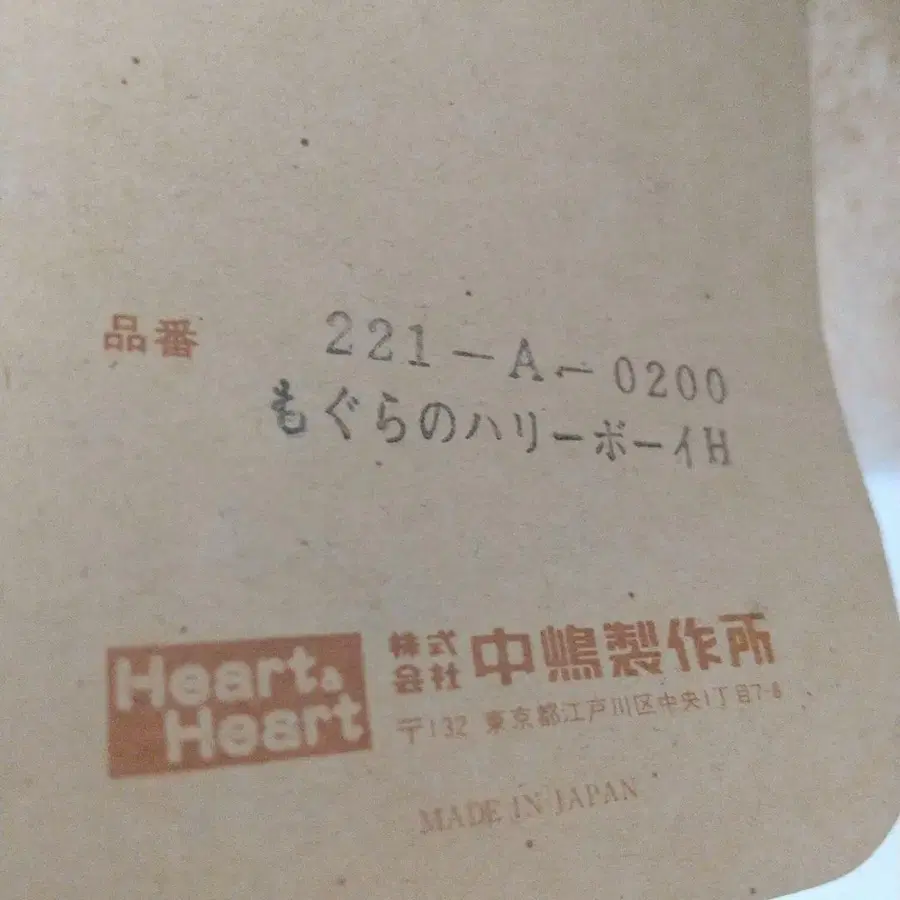 品番 221-A-0200
もぐらのハリーボーイH
Heart &
Heart
株式会社 中嶋製作所
〒132 東京都江戸川区中央1丁目7-8
MADE IN JAPAN